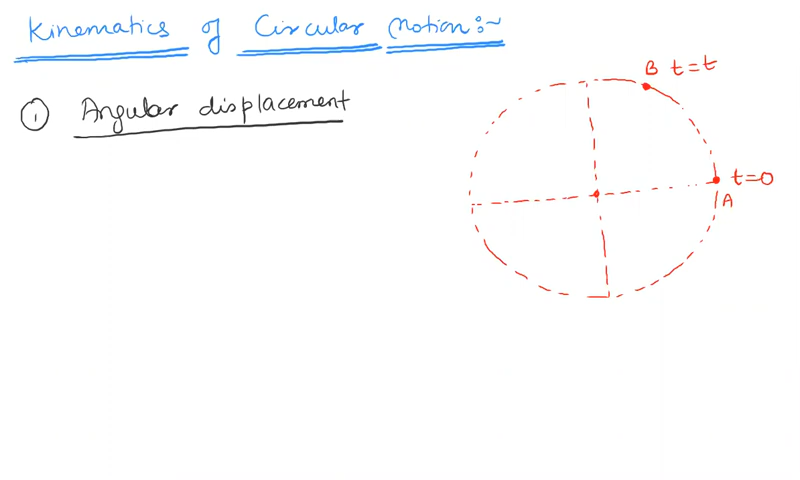 Kinematics of Circular Motion:~
① Angular displacement
B t=t
t=0
A